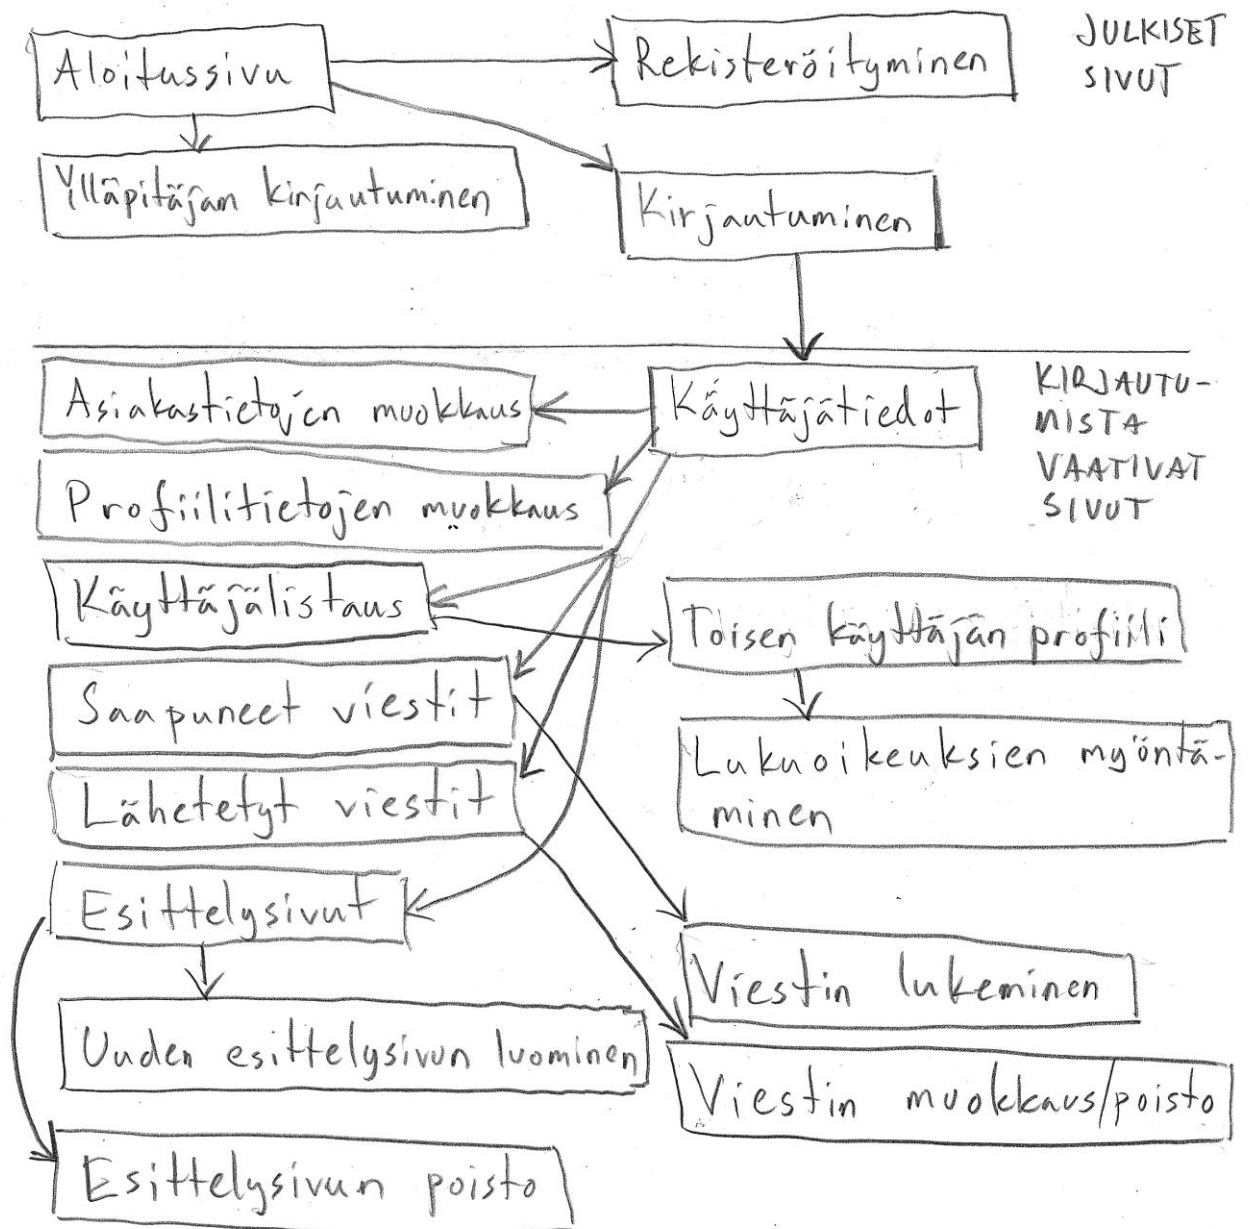 Aloitussivu
Rekisteröityminen
JULKISET
SIVUT
Ylläpitäjän kirjautuminen
Kirjautuminen
Asiakastietojen muokkaus
Käyttäjätiedot
KIRJAUTU-
MISTA
VAATIVAT
SIVUT
Profiilitietojen muokkaus
Käyttäjälistaus
Toisen käyttäjän profiili
Saapuneet viestit
Lukuoikeuksien myöntä-
minen
Lähetetyt viestit
Esittelysivut
Viestin lukeminen
Uuden esittelysivun luominen
Viestin muokkaus/poisto
Esittelysivun poisto